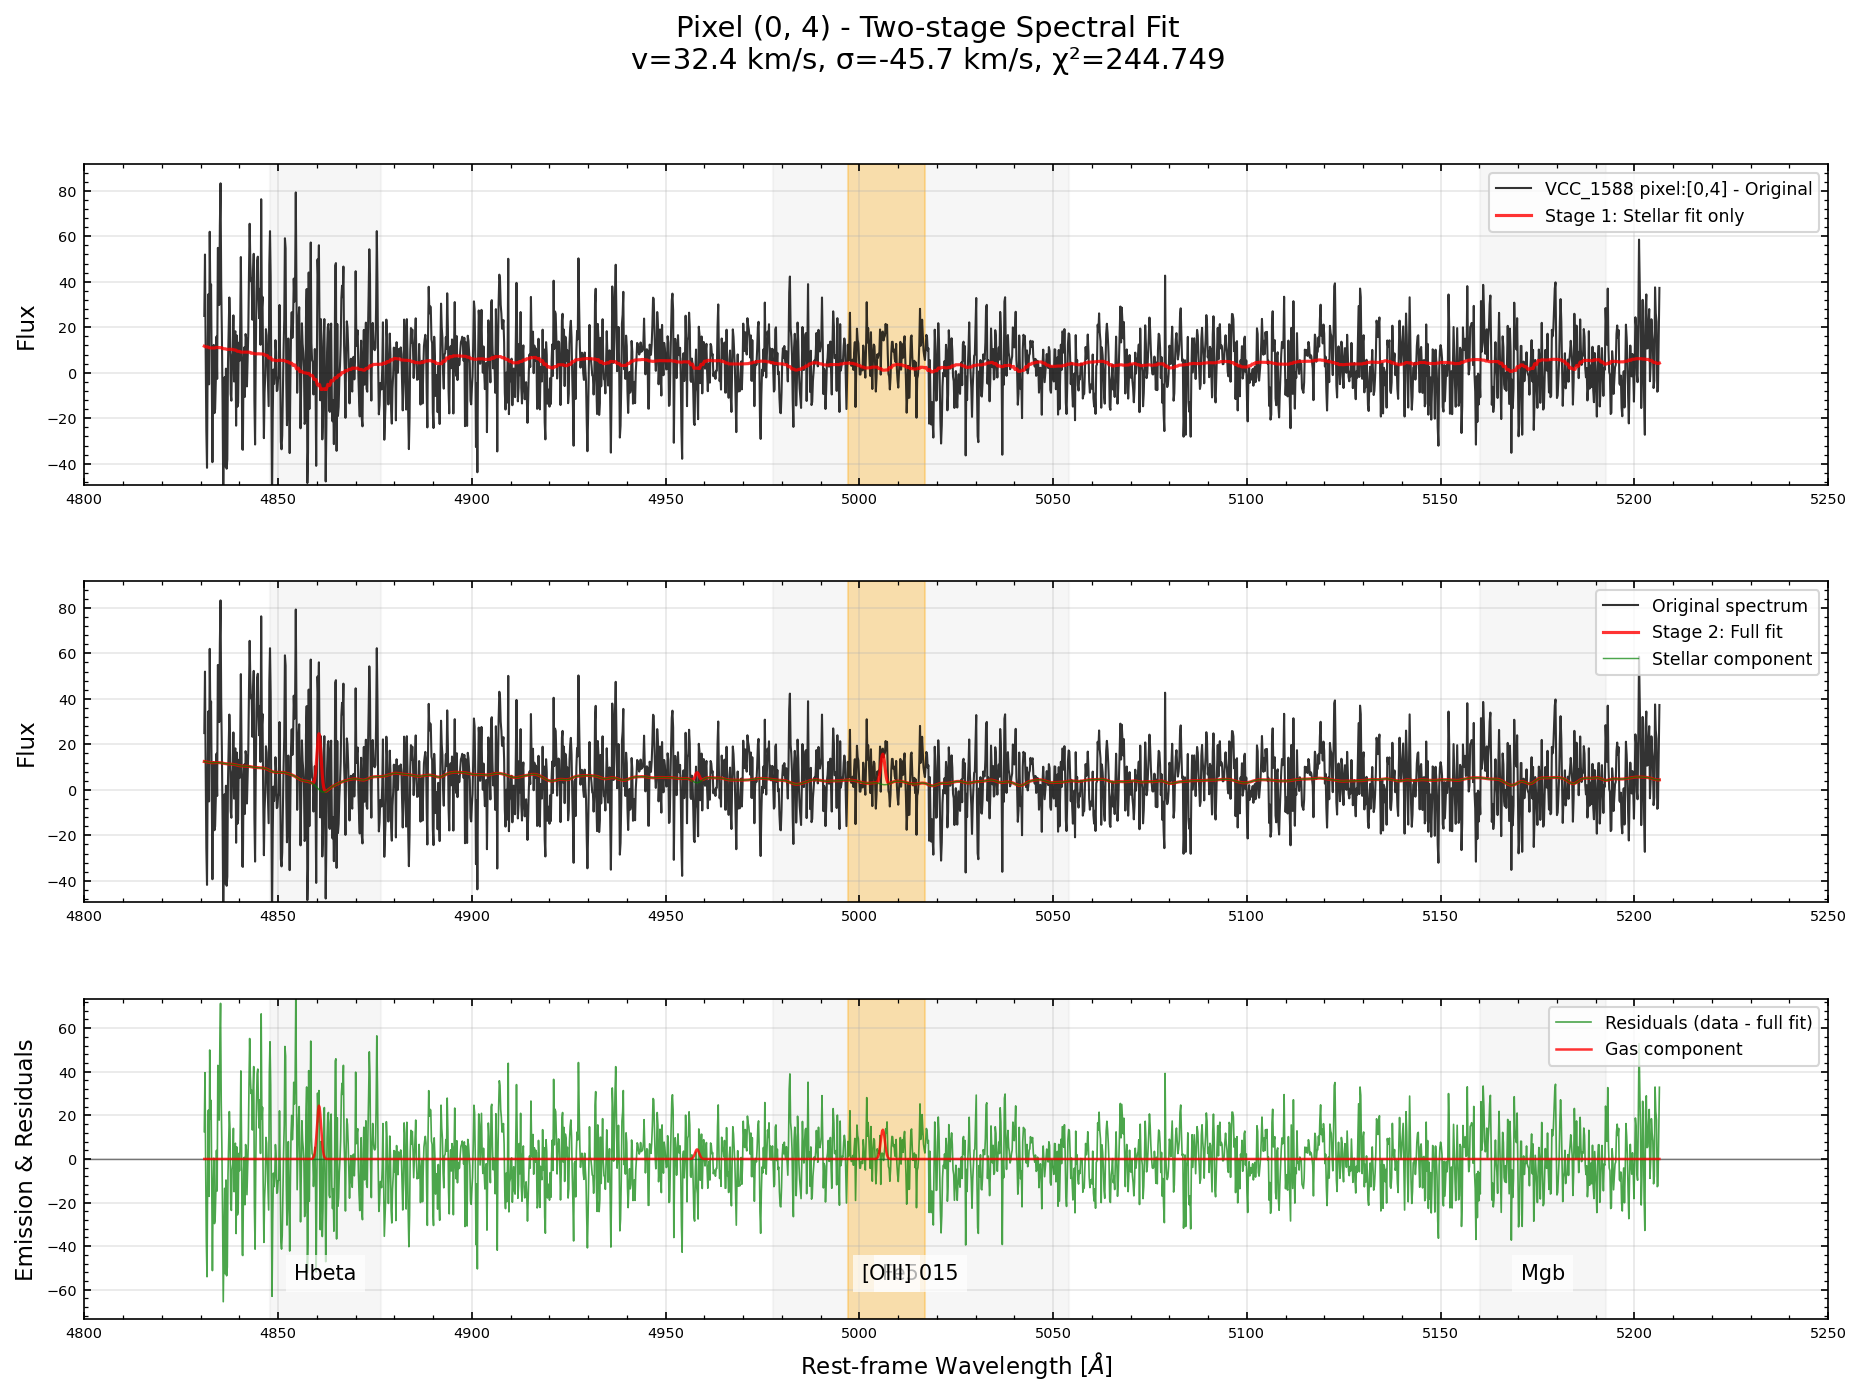 Pixel (0, 4) - Two-stage Spectral Fit
v=32.4 km/s, σ=-45.7 km/s, χ²=244.749
Flux
80
60
40
20
0
−20
−40
VCC_1588 pixel:[0,4] - Original
Stage 1: Stellar fit only
4800 4850 4900 4950 5000 5050 5100 5150 5200 5250
Flux
80
60
40
20
0
−20
−40
Original spectrum
Stage 2: Full fit
Stellar component
4800 4850 4900 4950 5000 5050 5100 5150 5200 5250
Emission & Residuals
60
40
20
0
−20
−40
−60
Residuals (data - full fit)
Gas component
Hbeta
[OIII]
5015
Mgb
4800 4850 4900 4950 5000 5050 5100 5150 5200 5250
Rest-frame Wavelength [Å]